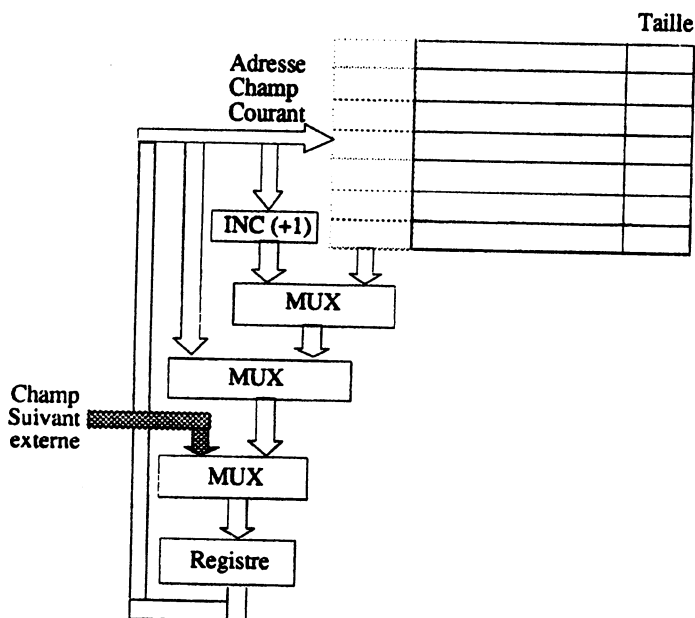 Taille
Adresse
Champ
Courant
INC (+1)
MUX
MUX
Champ
Suivant
externe
MUX
Registre